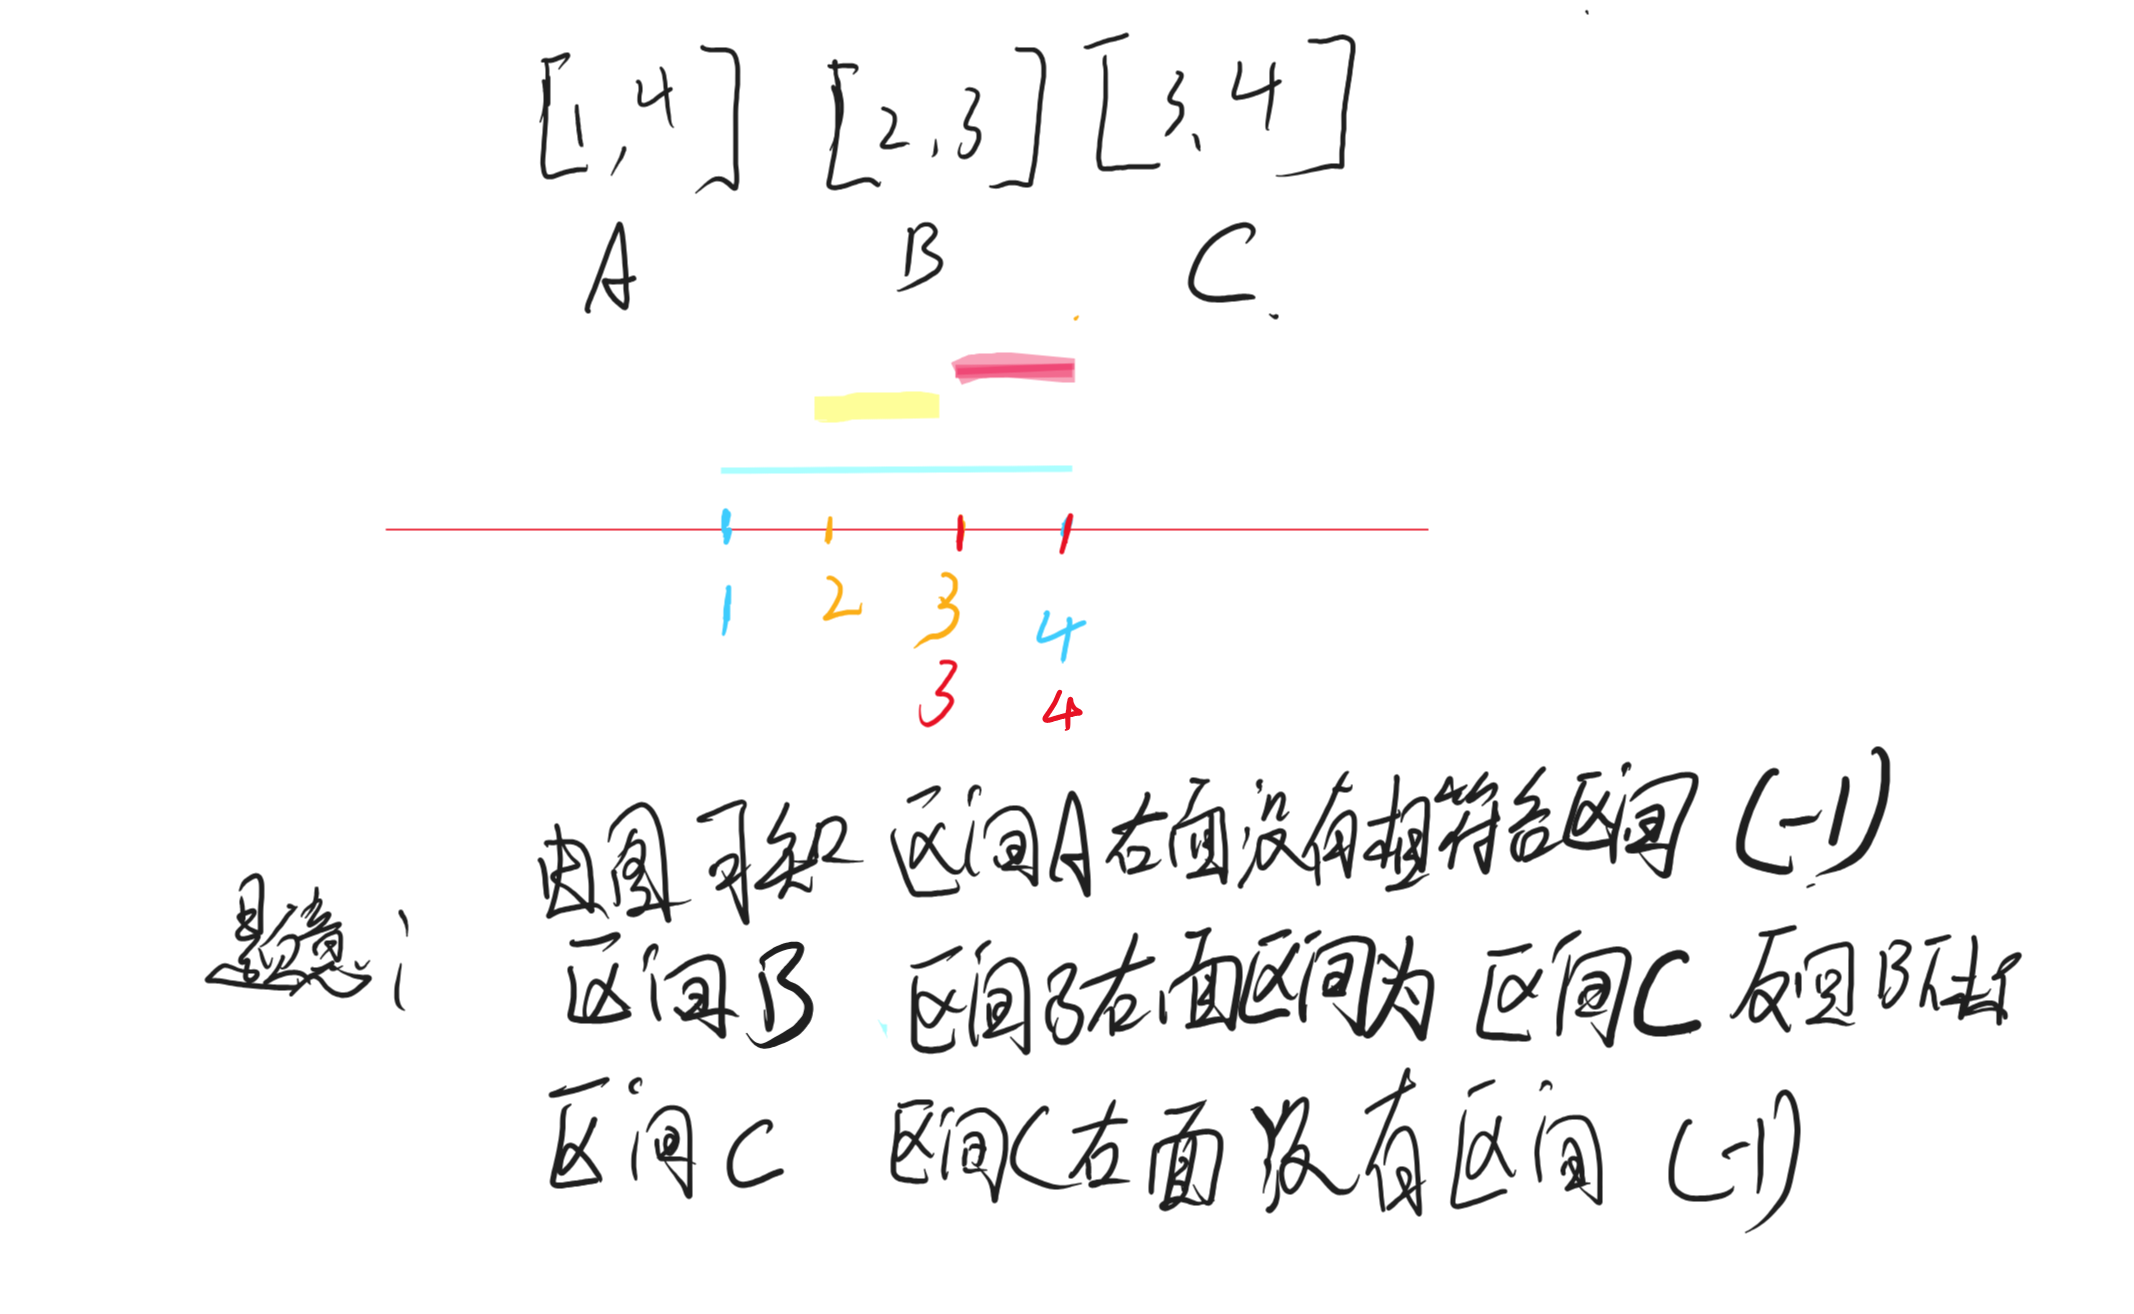 [1,4] [2,3] [3,4]
A B C
1 2 3 4
3 4
由图可知 区间A右面没有相符合区间 (-1)
题意:
区间B 区间B右面区间为 区间C 返回B下标
区间C 区间C右面没有区间 (-1)